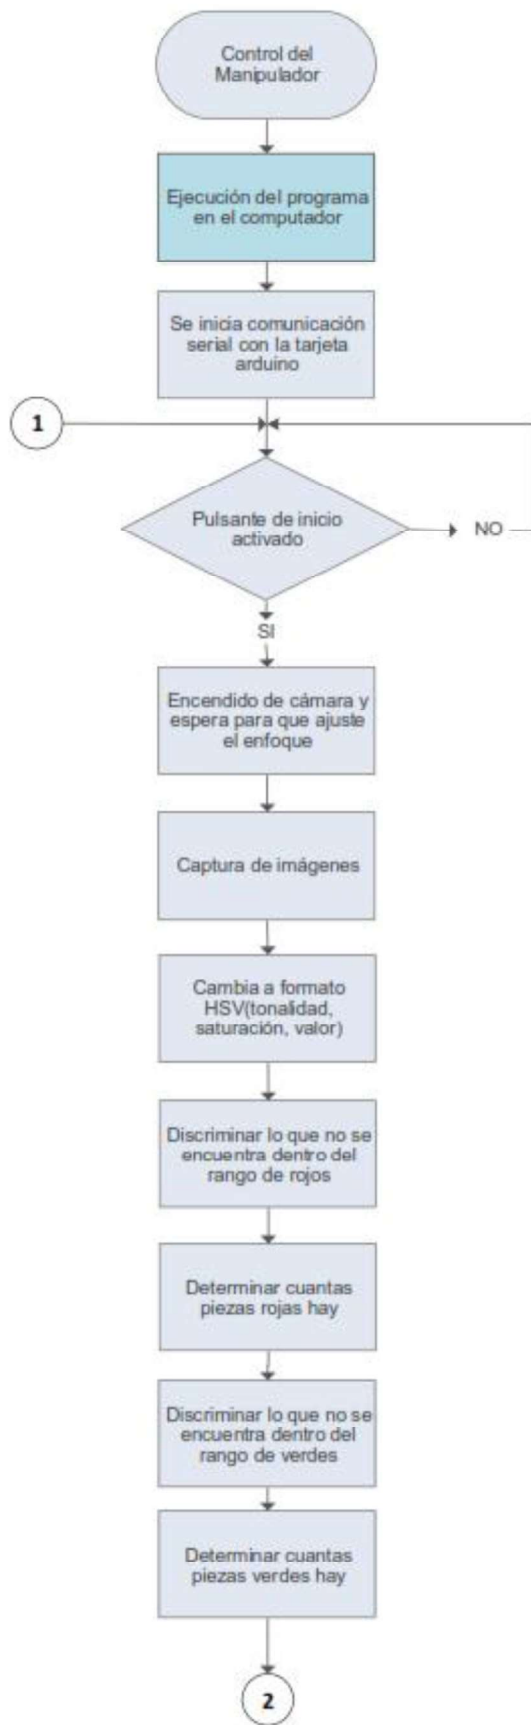 Control del
Manipulador
Ejecución del programa
en el computador
Se inicia comunicación
serial con la tarjeta
arduino
1
Pulsante de inicio
activado
NO
SI
Encendido de cámara y
espera para que ajuste
el enfoque
Captura de imágenes
Cambia a formato
HSV(tonalidad,
saturación, valor)
Discriminar lo que no se
encuentra dentro del
rango de rojos
Determinar cuantas
piezas rojas hay
Discriminar lo que no se
encuentra dentro del
rango de verdes
Determinar cuantas
piezas verdes hay
2